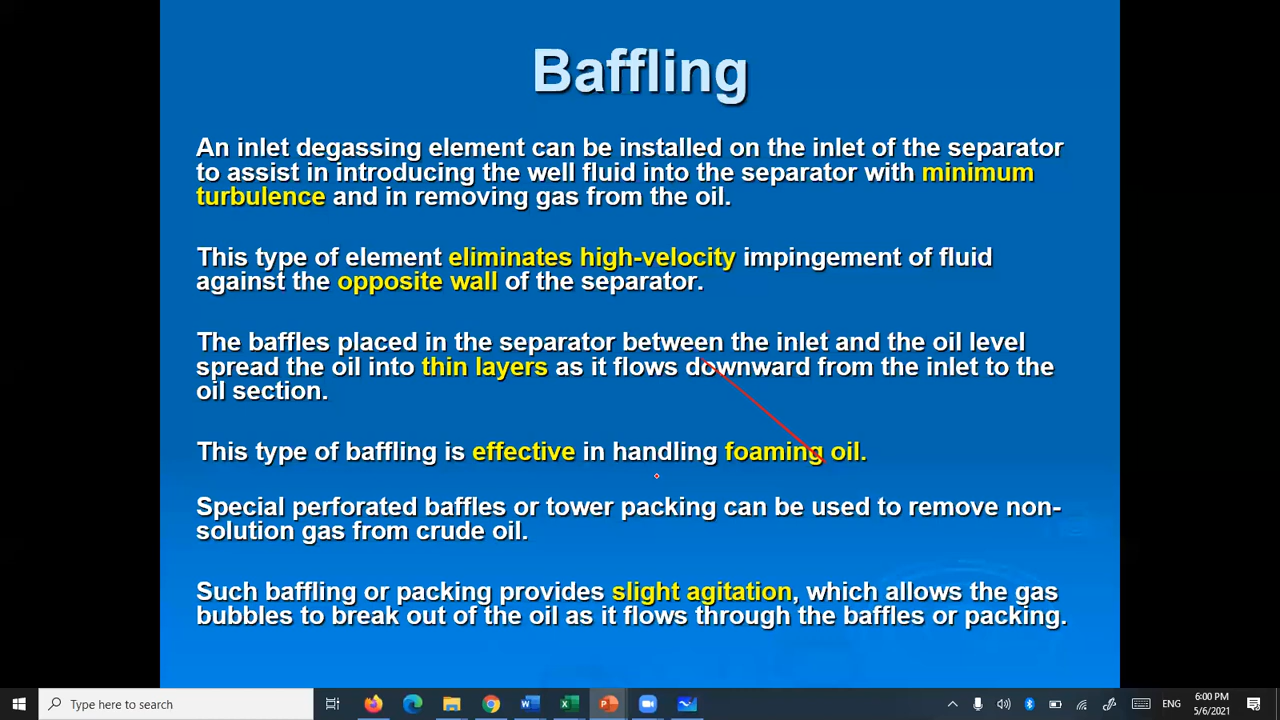 Baffling
An inlet degassing element can be installed on the inlet of the separator
to assist in introducing the well fluid into the separator with minimum
turbulence and in removing gas from the oil.
This type of element eliminates high-velocity impingement of fluid
against the opposite wall of the separator.
The baffles placed in the separator between the inlet and the oil level
spread the oil into thin layers as it flows downward from the inlet to the
oil section.
This type of baffling is effective in handling foaming oil.
Special perforated baffles or tower packing can be used to remove non-
solution gas from crude oil.
Such baffling or packing provides slight agitation, which allows the gas
bubbles to break out of the oil as it flows through the baffles or packing.
Type here to search
ENG
6:00 PM
5/6/2021